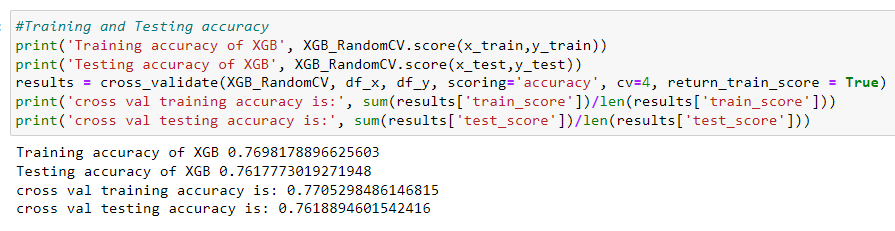 #Training and Testing accuracy
print('Training accuracy of XGB', XGB_RandomCV.score(x_train,y_train))
print('Testing accuracy of XGB', XGB_RandomCV.score(x_test,y_test))
results = cross_validate(XGB_RandomCV, df_x, df_y, scoring='accuracy', cv=4, return_train_score = True)
print('cross val training accuracy is:', sum(results['train_score'])/len(results['train_score']))
print('cross val testing accuracy is:', sum(results['test_score'])/len(results['test_score']))
Training accuracy of XGB 0.7698178896625603
Testing accuracy of XGB 0.7617773019271948
cross val training accuracy is: 0.7705298486146815
cross val testing accuracy is: 0.7618894601542416